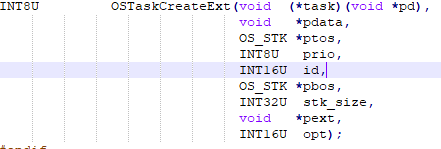 INT8U OSTaskCreateExt(void (*task)(void *pd),
void *pdata,
OS_STK *ptos,
INT8U prio,
INT16U id,
OS_STK *pbos,
INT32U stk_size,
void *pext,
INT16U opt);
#endif